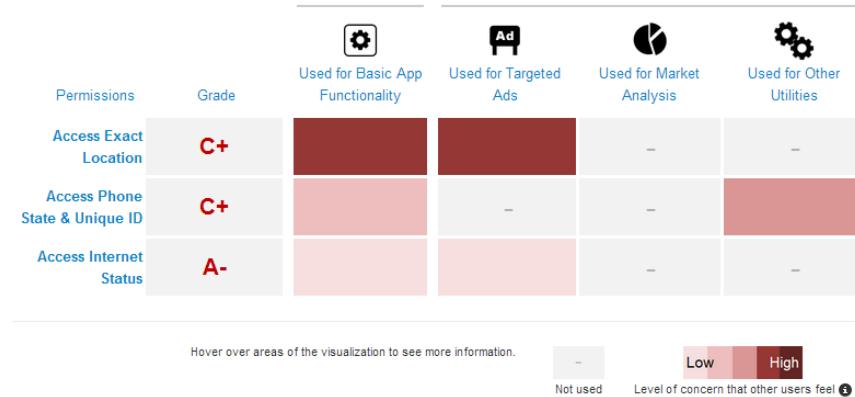 Ad
Used for Basic App
Functionality
Used for Targeted
Ads
Used for Market
Analysis
Used for Other
Utilities
Permissions
Grade
Access Exact
Location
C+
–
–
Access Phone
State & Unique ID
C+
–
–
Access Internet
Status
A-
–
–
Hover over areas of the visualization to see more information.
–
Not used
Low
High
Level of concern that other users feel